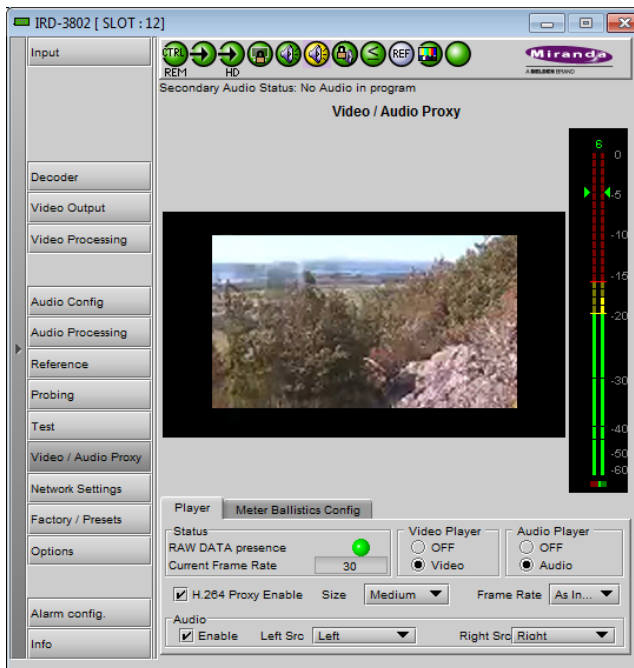 IRD-3802 [ SLOT : 12]
Input
Decoder
Video Output
Video Processing
Audio Config
Audio Processing
Reference
Probing
Test
Video / Audio Proxy
Network Settings
Factory / Presets
Options
Alarm config.
Info
CTRL
REM
HD
REF
Miranda
A BELDEN BRAND
Secondary Audio Status: No Audio in program
Video / Audio Proxy
6
0
-5
-10
-15
-20
-30
-40
-50
-60
Player Meter Ballistics Config
Status
RAW DATA presence
Current Frame Rate 30
Video Player
OFF
Video
Audio Player
OFF
Audio
H.264 Proxy Enable Size Medium Frame Rate As In...
Audio
Enable Left Src Left Right Src Right